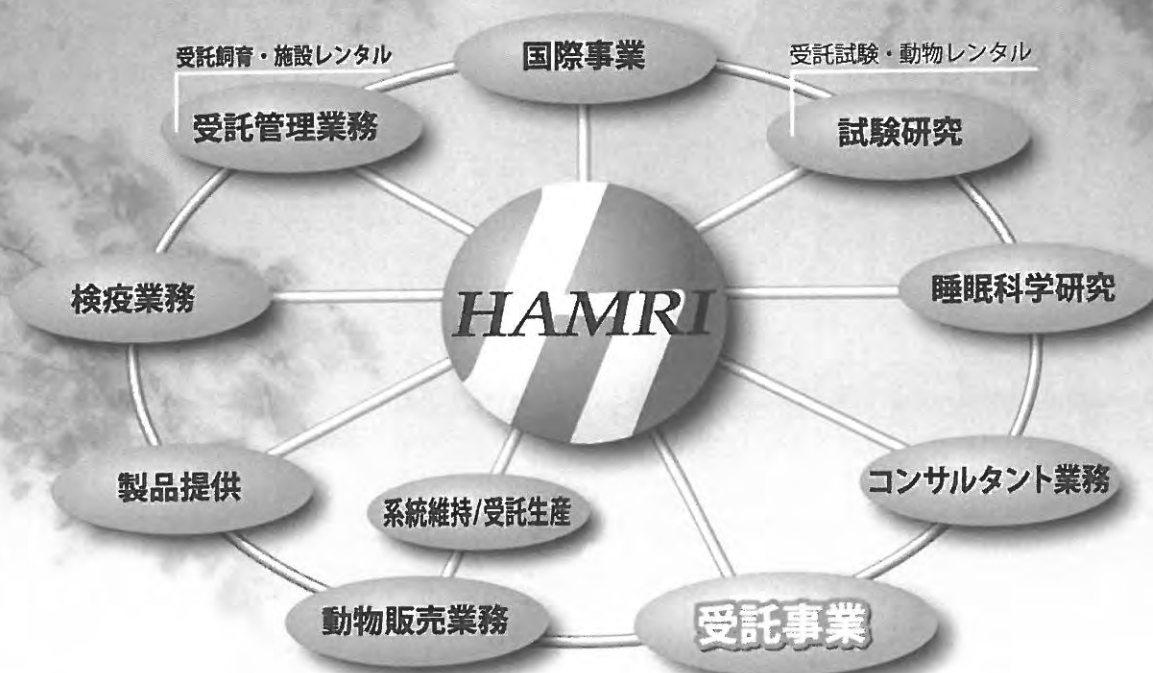 受託飼育・施設レンタル
国際事業
受託試験・動物レンタル
受託管理業務
試験研究
検疫業務
睡眠科学研究
HAMRI
製品提供
系統維持/受託生産
コンサルタント業務
動物販売業務
受託事業